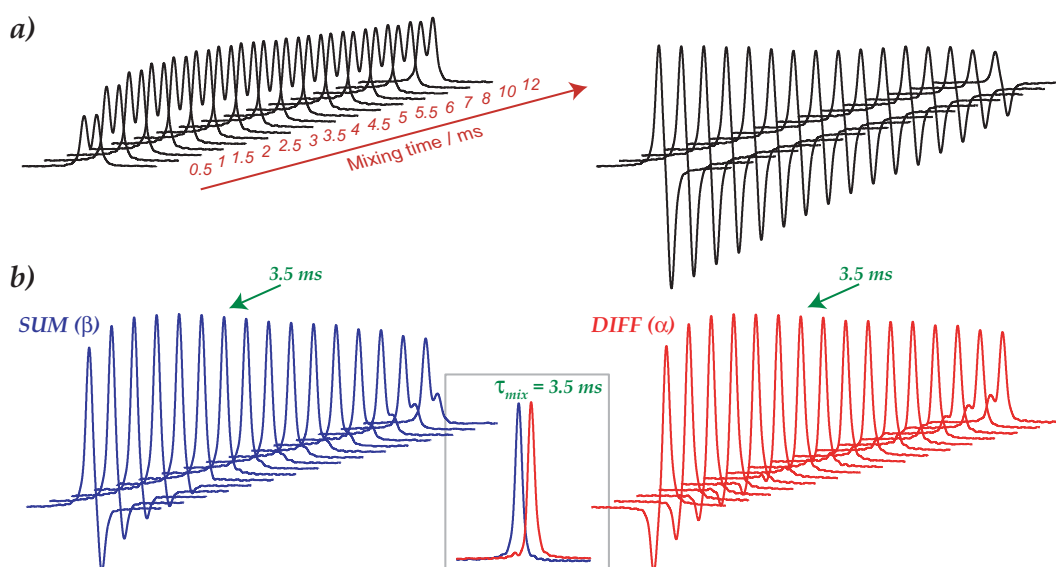 a)
0.5 1 1.5 2 2.5 3 3.5 4 4.5 5 5.5 6 7 8 10 12
Mixing time / ms
b)
3.5 ms
SUM (β)
τmix = 3.5 ms
3.5 ms
DIFF (α)